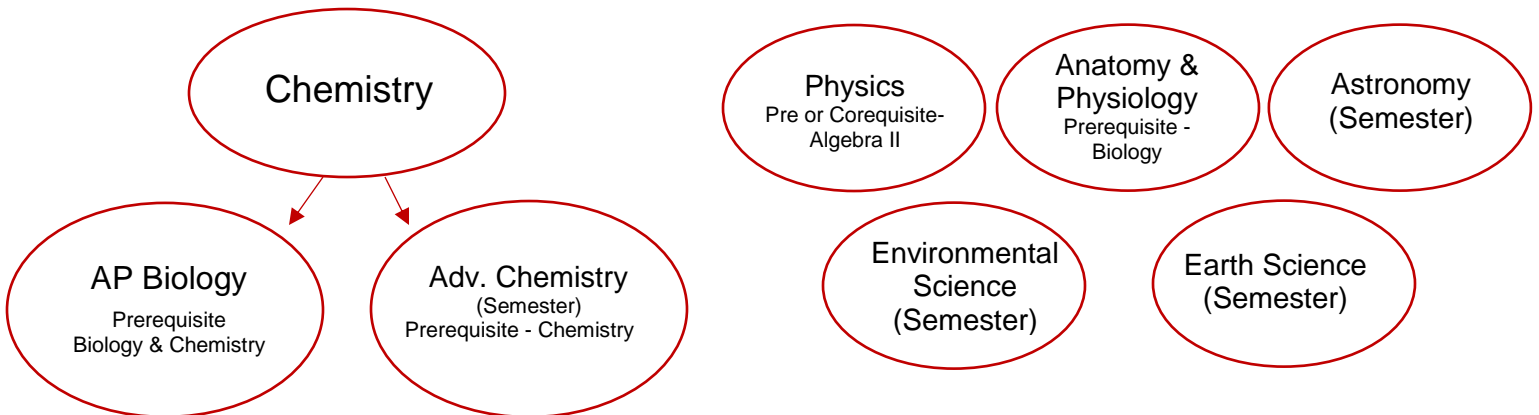 Chemistry
Physics
Pre or Corequisite-
Algebra II
Anatomy &
Physiology
Prerequisite -
Biology
Astronomy
(Semester)
AP Biology
Prerequisite
Biology & Chemistry
Adv. Chemistry
(Semester)
Prerequisite - Chemistry
Environmental
Science
(Semester)
Earth Science
(Semester)